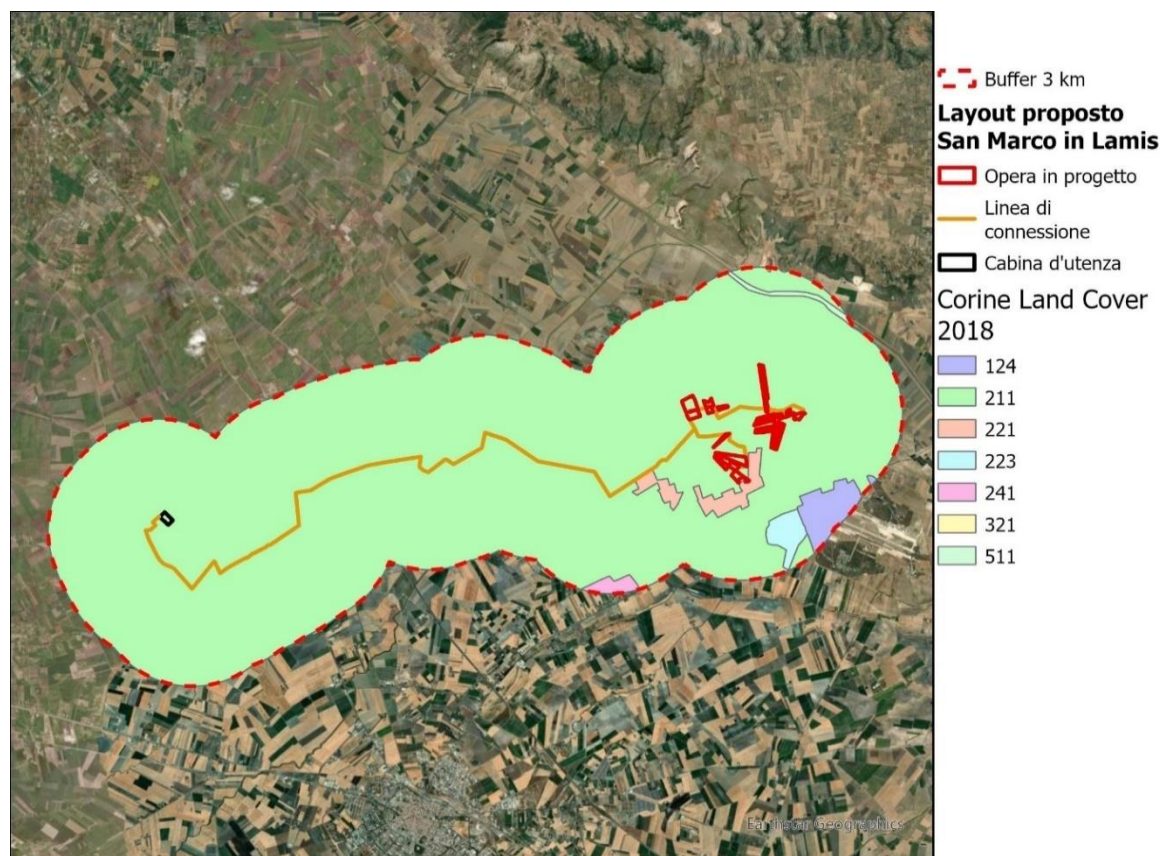 Buffer 3 km
Layout proposto
San Marco in Lamis
Opera in progetto
Linea di
connessione
Cabina d'utenza
Corine Land Cover
2018
124
211
221
223
241
321
511
Earthstar Geographics